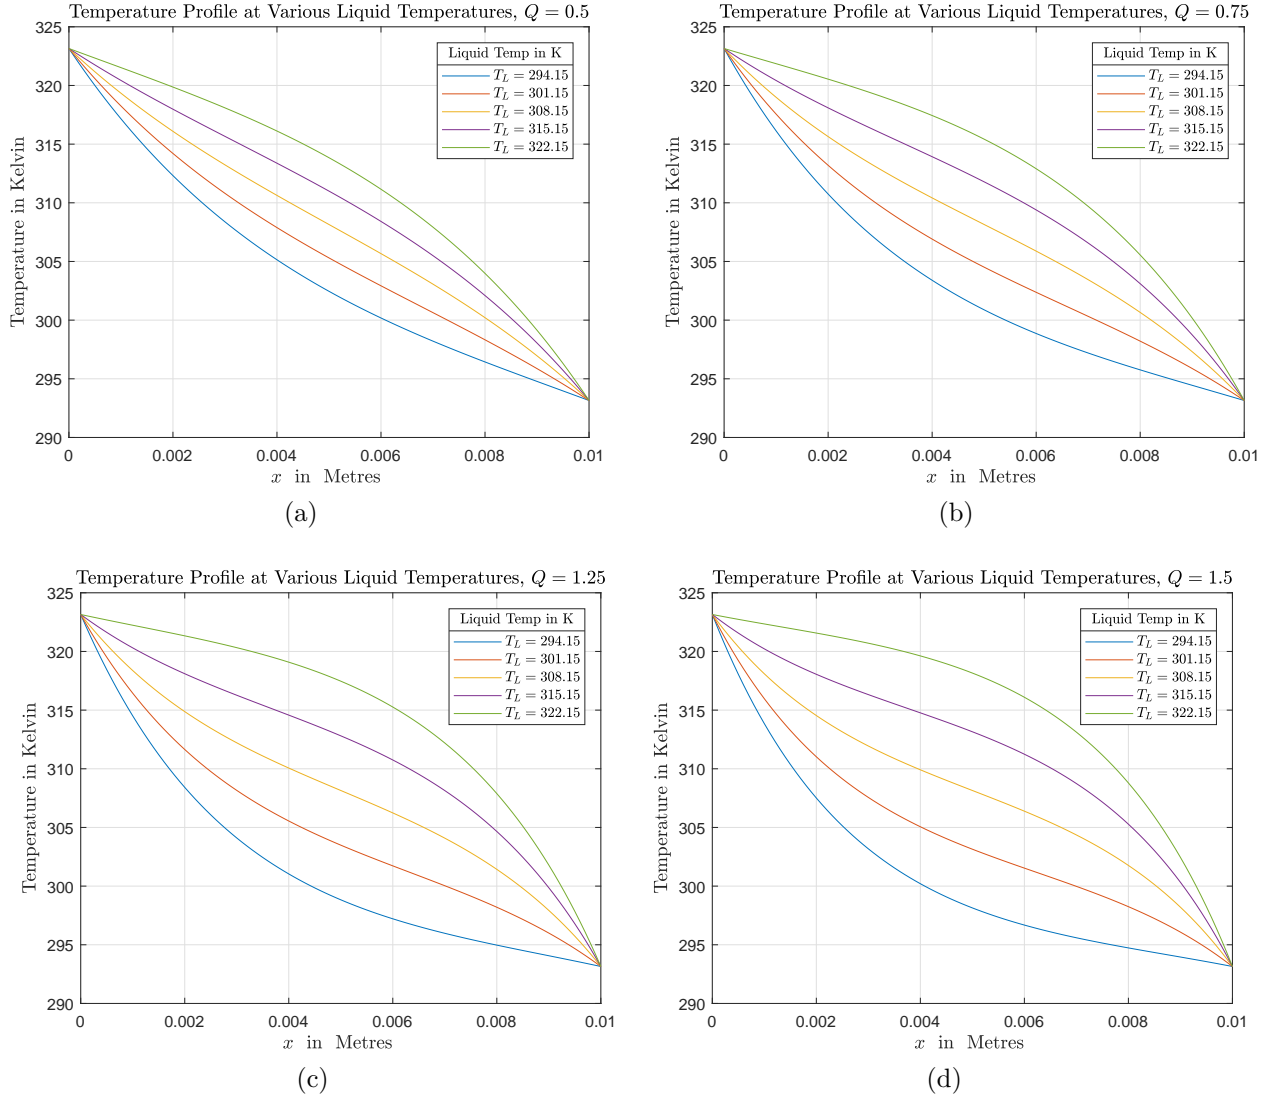 Temperature Profile at Various Liquid Temperatures, Q = 0.5
325
320
315
310
305
300
295
290
Temperature in Kelvin
Liquid Temp in K
T_L = 294.15
T_L = 301.15
T_L = 308.15
T_L = 315.15
T_L = 322.15
0 0.002 0.004 0.006 0.008 0.01
x in Metres
(a)
Temperature Profile at Various Liquid Temperatures, Q = 0.75
325
320
315
310
305
300
295
290
Temperature in Kelvin
Liquid Temp in K
T_L = 294.15
T_L = 301.15
T_L = 308.15
T_L = 315.15
T_L = 322.15
0 0.002 0.004 0.006 0.008 0.01
x in Metres
(b)
Temperature Profile at Various Liquid Temperatures, Q = 1.25
325
320
315
310
305
300
295
290
Temperature in Kelvin
Liquid Temp in K
T_L = 294.15
T_L = 301.15
T_L = 308.15
T_L = 315.15
T_L = 322.15
0 0.002 0.004 0.006 0.008 0.01
x in Metres
(c)
Temperature Profile at Various Liquid Temperatures, Q = 1.5
325
320
315
310
305
300
295
290
Temperature in Kelvin
Liquid Temp in K
T_L = 294.15
T_L = 301.15
T_L = 308.15
T_L = 315.15
T_L = 322.15
0 0.002 0.004 0.006 0.008 0.01
x in Metres
(d)